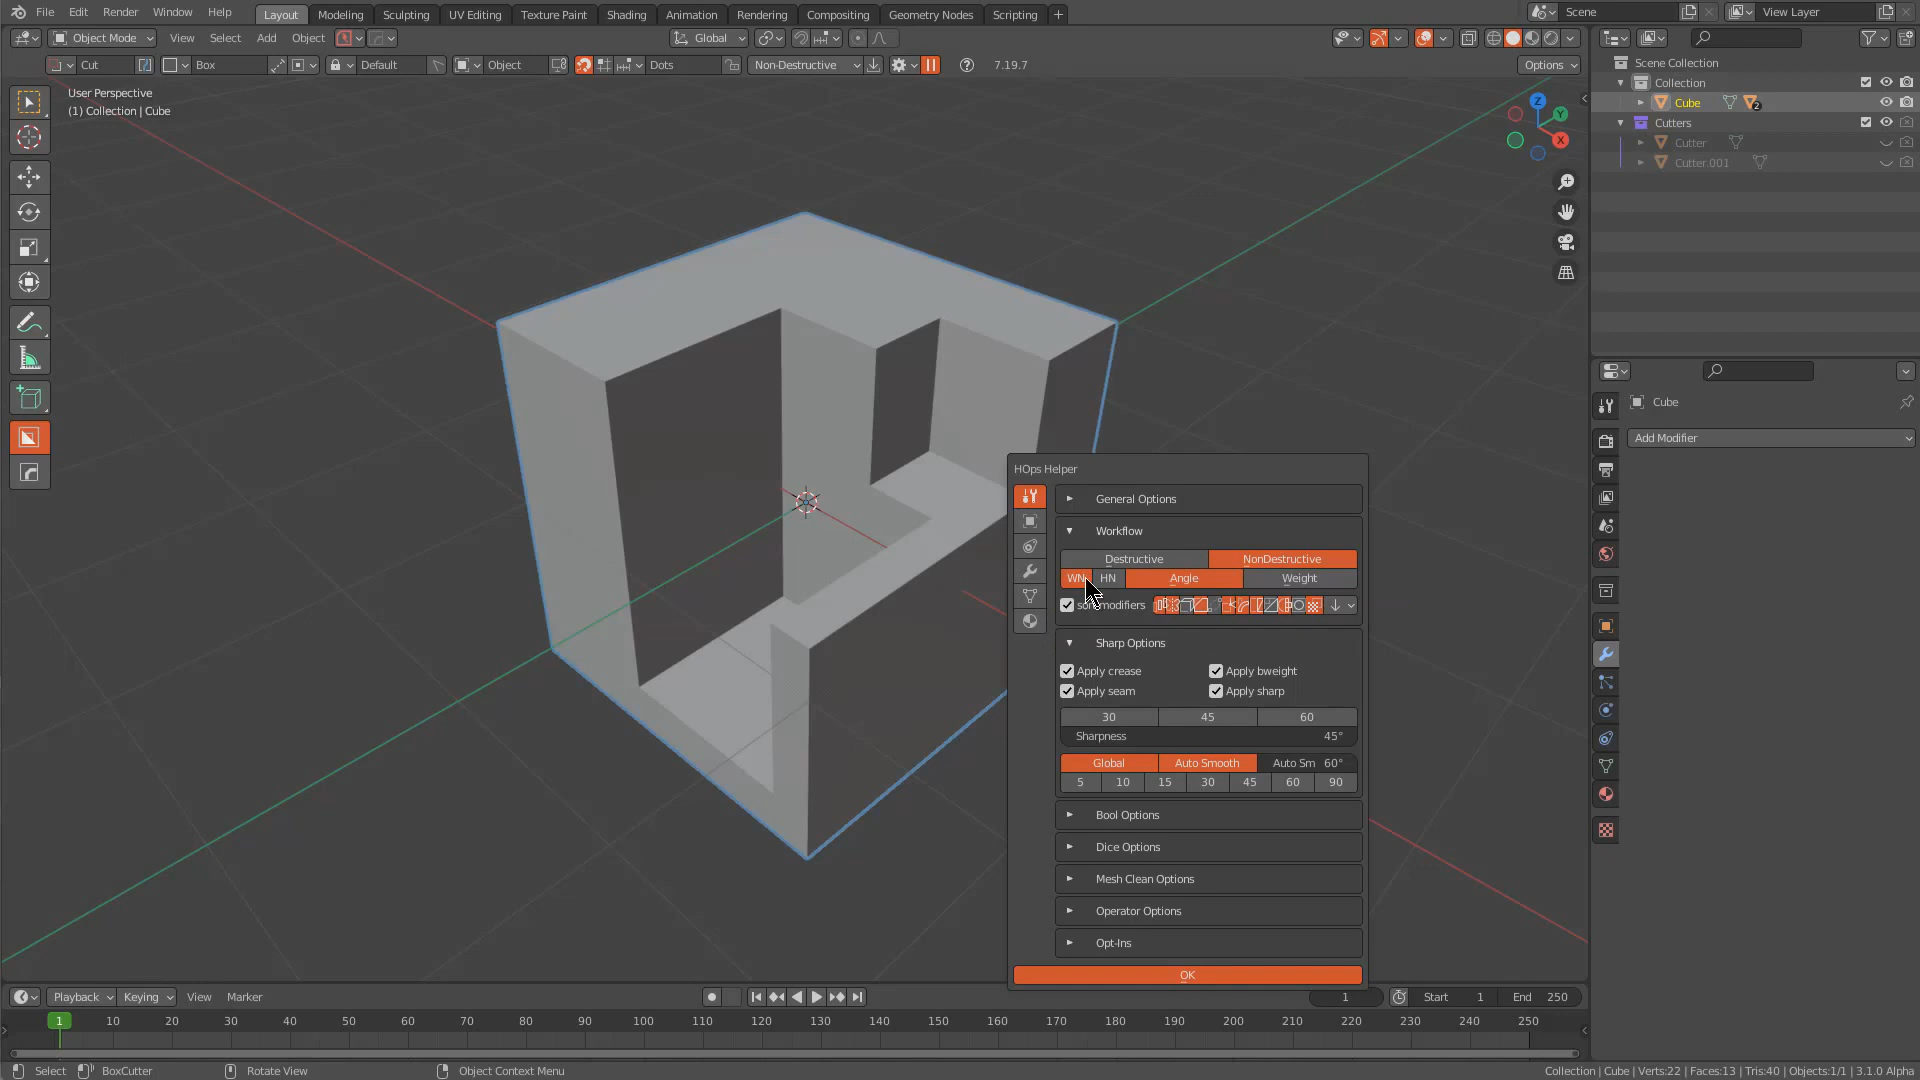 File Edit Render Window Help
Layout Modeling Sculpting UV Editing Texture Paint Shading Animation Rendering Compositing Geometry Nodes Scripting +
Scene View Layer
Object Mode View Select Add Object Global
Cut Box Default Object Dots Non-Destructive 7.19.7 Options
User Perspective
(1) Collection | Cube
Z
Y
X
Scene Collection
Collection
Cube
2
Cutters
Cutter
Cutter.001
Cube
Add Modifier
HOps Helper
General Options
Workflow
Destructive NonDestructive
WN HN Angle Weight
modifiers
Sharp Options
Apply crease Apply bweight
Apply seam Apply sharp
30 45 60
Sharpness 45°
Global Auto Smooth Auto Sm 60°
5 10 15 30 45 60 90
Bool Options
Dice Options
Mesh Clean Options
Operator Options
Opt-Ins
OK
Playback Keying View Marker 1 Start 1 End 250
1 10 20 30 40 50 60 70 80 90 100 110 120 130 140 150 160 170 180 190 200 210 220 230 240 250
Select BoxCutter Rotate View Object Context Menu Collection | Cube | Verts:22 | Faces:13 | Tris:40 | Objects:1/1 | 3.1.0 Alpha